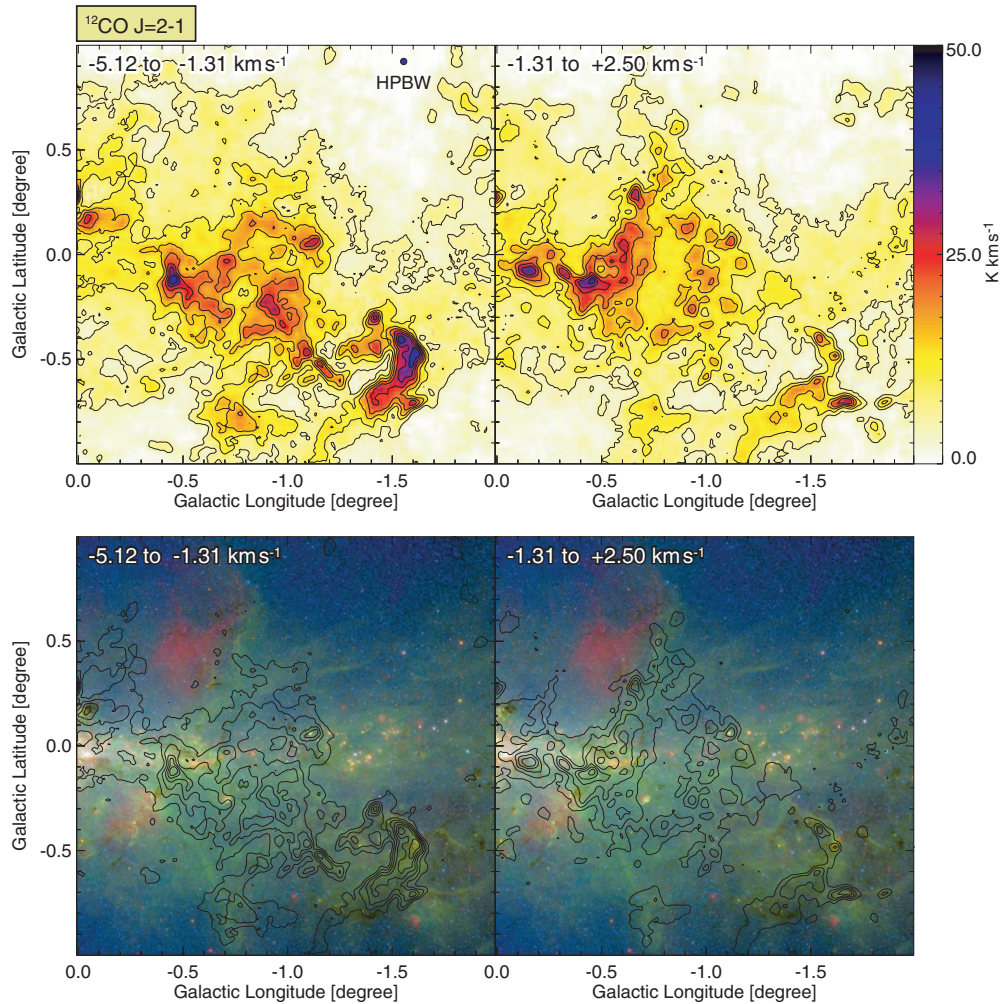 ¹²CO J=2-1
-5.12 to -1.31 km s⁻¹
HPBW
-1.31 to +2.50 km s⁻¹
50.0
25.0
0.0
K km s⁻¹
0.5
0.0
-0.5
Galactic Latitude [degree]
0.0 -0.5 -1.0 -1.5 0.0 -0.5 -1.0 -1.5
Galactic Longitude [degree] Galactic Longitude [degree]
-5.12 to -1.31 km s⁻¹
-1.31 to +2.50 km s⁻¹
0.5
0.0
-0.5
Galactic Latitude [degree]
0.0 -0.5 -1.0 -1.5 0.0 -0.5 -1.0 -1.5
Galactic Longitude [degree] Galactic Longitude [degree]